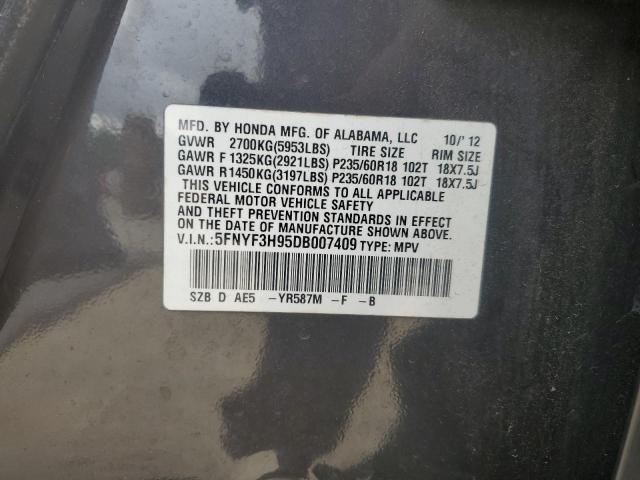 MFD. BY HONDA MFG. OF ALABAMA, LLC 10/'12
GVWR 2700KG(5953LBS) TIRE SIZE RIM SIZE
GAWR F 1325KG(2921LBS) P235/60R18 102T 18X7.5J
GAWR R1450KG(3197LBS) P235/60R18 102T 18X7.5J
THIS VEHICLE CONFORMS TO ALL APPLICABLE
FEDERAL MOTOR VEHICLE SAFETY
AND THEFT PREVENTION STANDARDS IN EFFECT
ON THE DATE OF MANUFACTURE SHOWN ABOVE.
V.I.N.:5FNYF3H95DB007409 TYPE: MPV
SZB D AE5 -YR587M -F -B